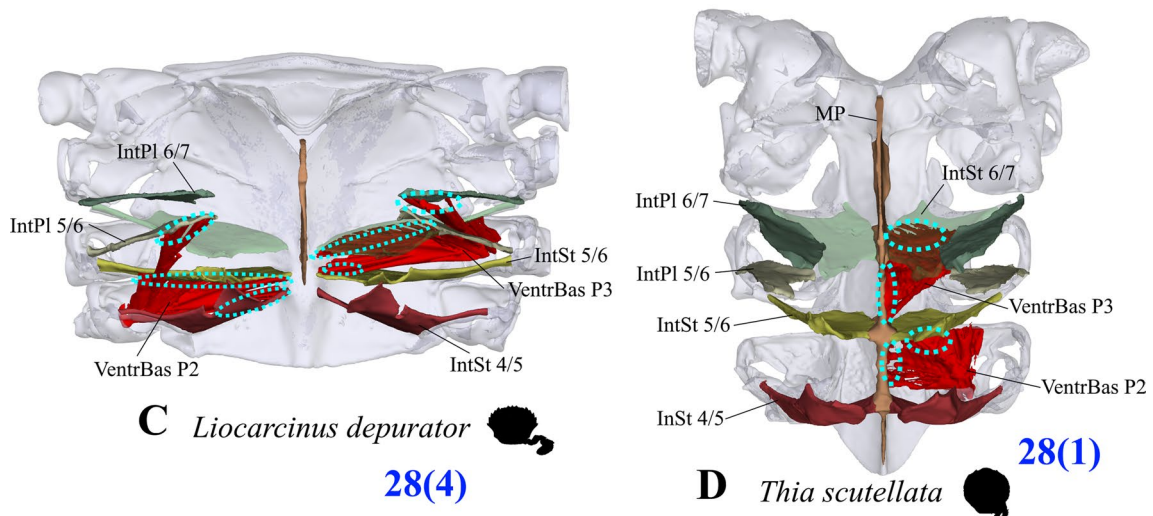 IntPl 6/7
IntPl 5/6
IntSt 5/6
VentrBas P3
VentrBas P2
IntSt 4/5
C Liocarcinus depurator
28(4)
MP
IntSt 6/7
IntPl 6/7
IntPl 5/6
VentrBas P3
IntSt 5/6
VentrBas P2
InSt 4/5
28(1)
D Thia scutellata